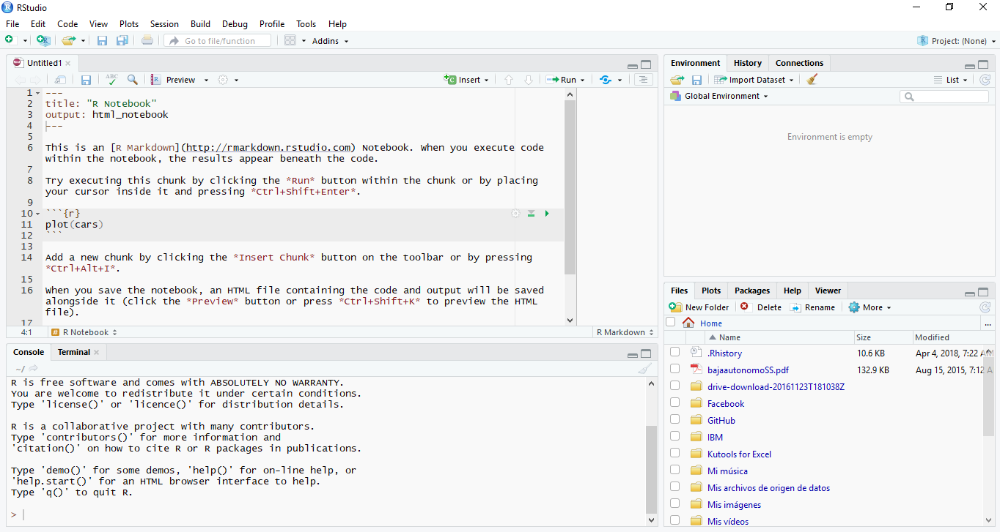 RStudio
File Edit Code View Plots Session Build Debug Profile Tools Help
Go to file/function Addins Project: (None)
Untitled1
ABC Preview Insert Run
1 ---
2 title: "R Notebook"
3 output: html_notebook
4 ---
5
6 This is an [R Markdown](http://rmarkdown.rstudio.com) Notebook. When you execute code
within the notebook, the results appear beneath the code.
7
8 Try executing this chunk by clicking the *Run* button within the chunk or by placing
your cursor inside it and pressing *Ctrl+Shift+Enter*.
9
10 ```{r}
11 plot(cars)
12 ```
13
14 Add a new chunk by clicking the *Insert Chunk* button on the toolbar or by pressing
*Ctrl+Alt+I*.
15
16 When you save the notebook, an HTML file containing the code and output will be saved
alongside it (click the *Preview* button or press *Ctrl+Shift+K* to preview the HTML
file).
17
4:1 # R Notebook R Markdown
Console Terminal
~/
R is free software and comes with ABSOLUTELY NO WARRANTY.
You are welcome to redistribute it under certain conditions.
Type 'license()' or 'licence()' for distribution details.
R is a collaborative project with many contributors.
Type 'contributors()' for more information and
'citation()' on how to cite R or R packages in publications.
Type 'demo()' for some demos, 'help()' for on-line help, or
'help.start()' for an HTML browser interface to help.
Type 'q()' to quit R.
>
Environment History Connections
Import Dataset List
Global Environment
Environment is empty
Files Plots Packages Help Viewer
New Folder Delete Rename More
Home ...
Name Size Modified
.Rhistory 10.6 KB Apr 4, 2018, 7:22 AM
bajaautonomoSS.pdf 132.9 KB Aug 15, 2015, 7:12 A
drive-download-20161123T181038Z
Facebook
GitHub
IBM
Kutools for Excel
Mi música
Mis archivos de origen de datos
Mis imágenes
Mis vídeos